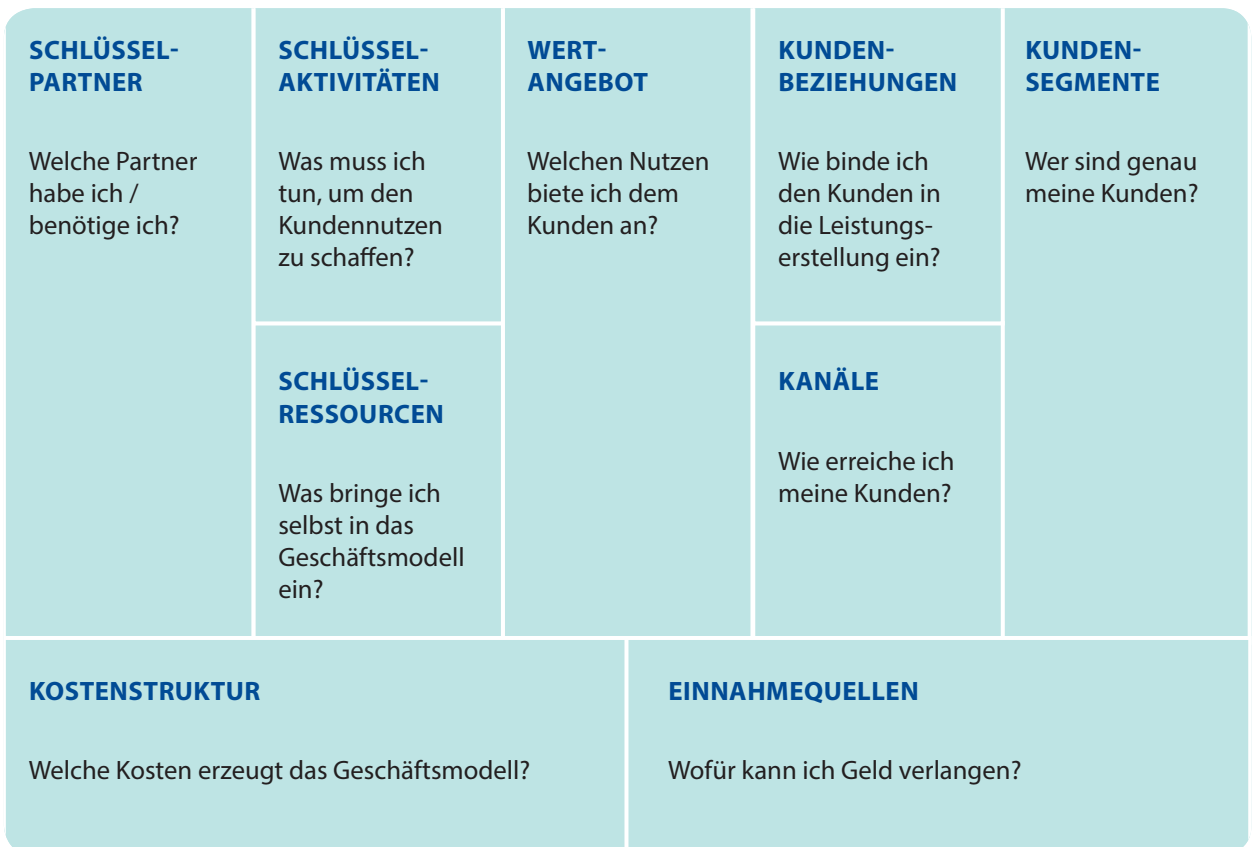 SCHLÜSSEL-
PARTNER
Welche Partner
habe ich /
benötige ich?
SCHLÜSSEL-
AKTIVITÄTEN
Was muss ich
tun, um den
Kundennutzen
zu schaffen?
SCHLÜSSEL-
RESSOURCEN
Was bringe ich
selbst in das
Geschäftsmodell
ein?
WERT-
ANGEBOT
Welchen Nutzen
biete ich dem
Kunden an?
KUNDEN-
BEZIEHUNGEN
Wie binde ich
den Kunden in
die Leistungs-
erstellung ein?
KANÄLE
Wie erreiche ich
meine Kunden?
KUNDEN-
SEGMENTE
Wer sind genau
meine Kunden?
KOSTENSTRUKTUR
Welche Kosten erzeugt das Geschäftsmodell?
EINNAHMEQUELLEN
Wofür kann ich Geld verlangen?